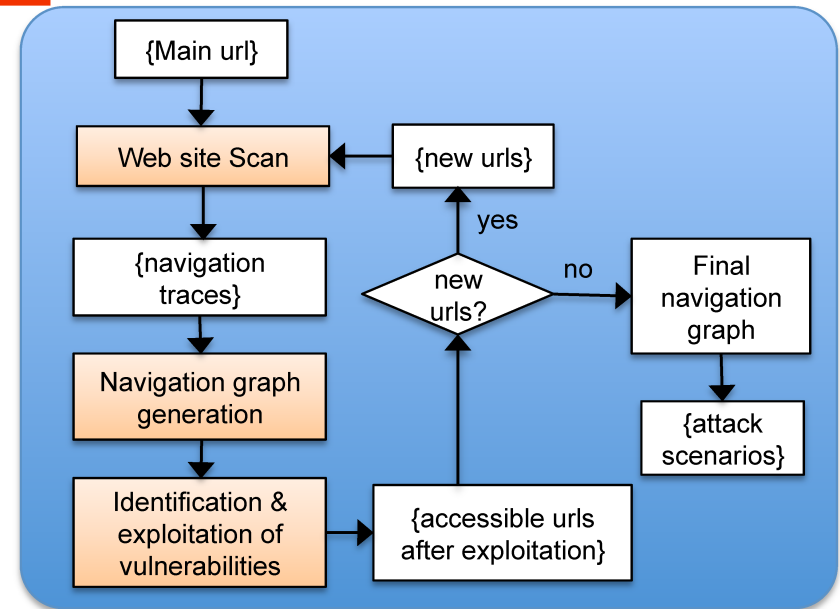 {Main url}
Web site Scan
{new urls}
yes
{navigation
traces}
new
urls?
no
Final
navigation
graph
Navigation graph
generation
{attack
scenarios}
Identification &
exploitation of
vulnerabilities
{accessible urls
after exploitation}